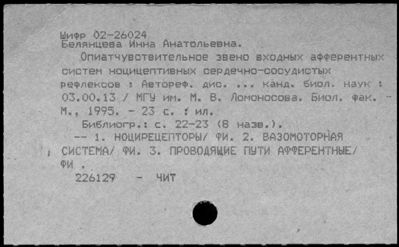 Шифр 02-26024
Белянцева Инна Анатольевна.
Опиатчувствительное звено входных афферентных
систем ноцицептивных сердечно-сосудистых
рефлексов : Автореф. дис. ... канд. биол. наук :
03.00.13 / МГУ им. М. В. Ломоносова. Биол. фак. -
М., 1995. - 23 с. : ил.
Библиогр.: с. 22-23 (8 назв.).
-- 1. НОЦИРЕЦЕПТОРЫ/ ФИ. 2. ВАЗОМОТОРНАЯ
СИСТЕМА/ ФИ. 3. ПРОВОДЯЩИЕ ПУТИ АФФЕРЕНТНЫЕ/
ФИ .
226129 - ЧИТ